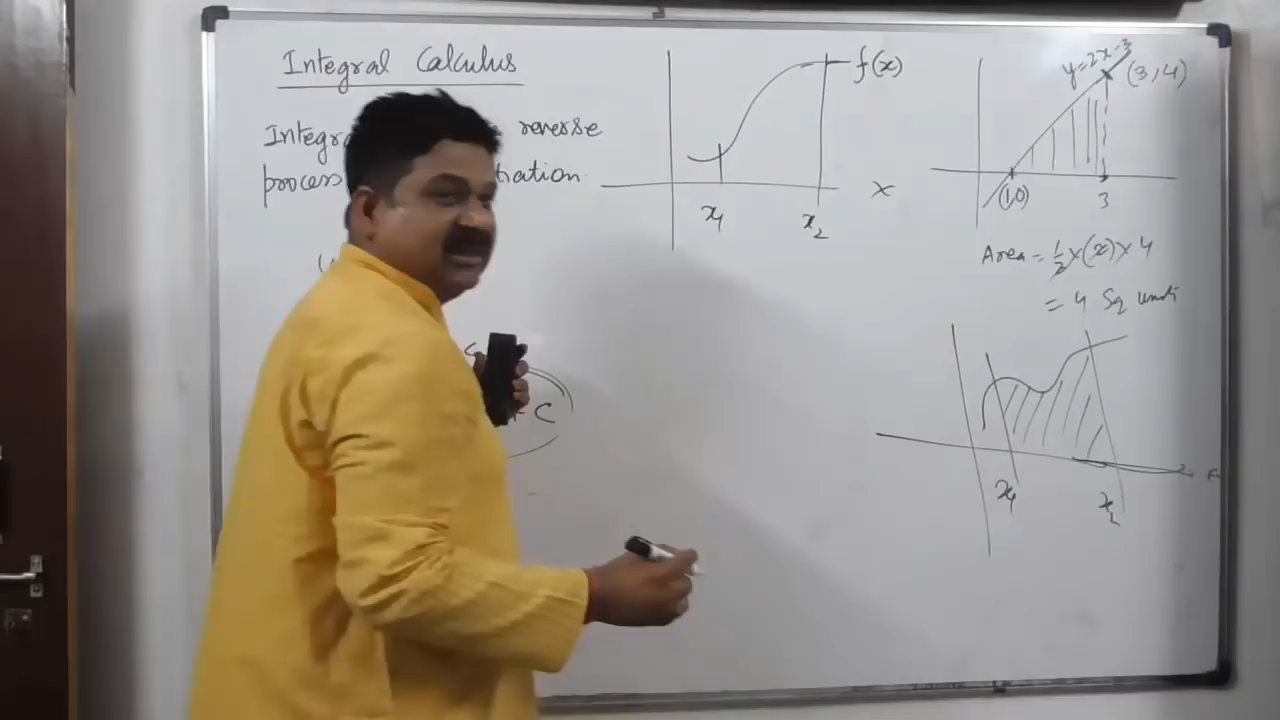 Integral Calculus
Integr reverse
process tiation
f(x)
x₁
x₂
x
y=2x-3
(3,4)
(1,0)
3
Area = ½×(2)×4
= 4 Sq units
x₁
x₂
+ C